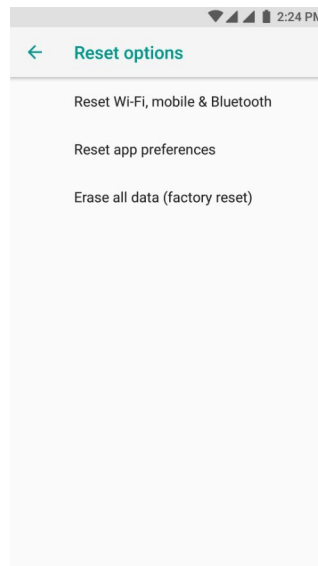 2:24 PM
Reset options
Reset Wi-Fi, mobile & Bluetooth
Reset app preferences
Erase all data (factory reset)